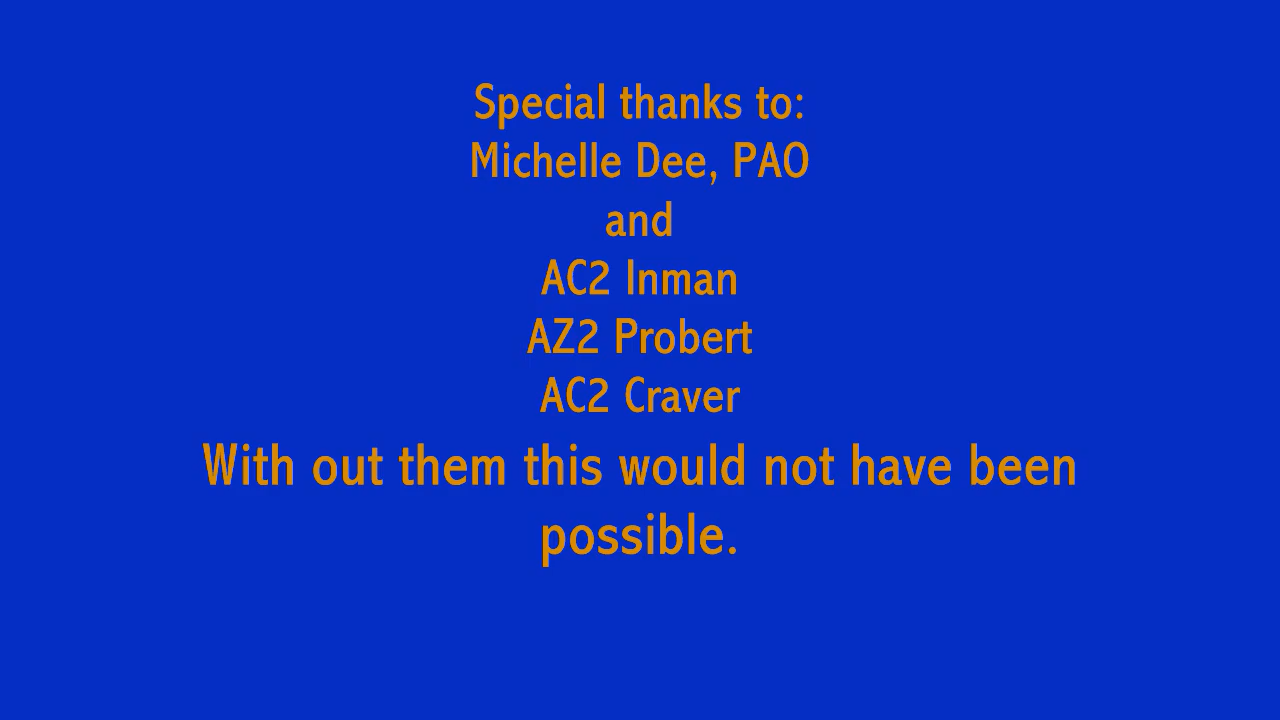 Special thanks to:
Michelle Dee, PAO
and
AC2 Inman
AZ2 Probert
AC2 Craver
With out them this would not have been
possible.